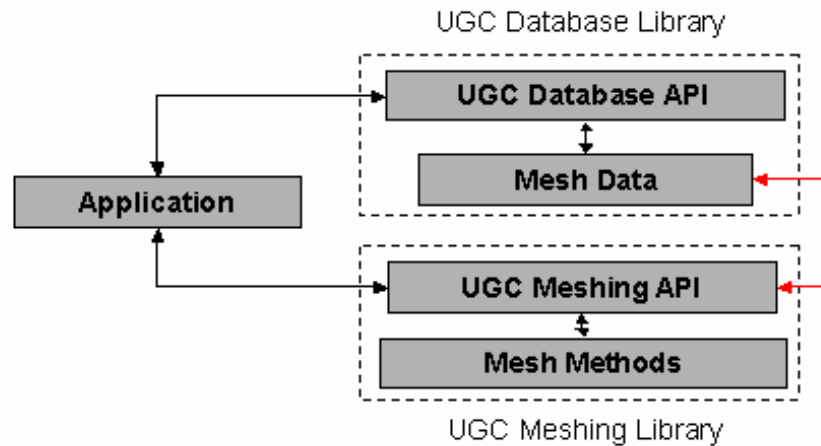 UGC Database Library
UGC Database API
Mesh Data
Application
UGC Meshing API
Mesh Methods
UGC Meshing Library